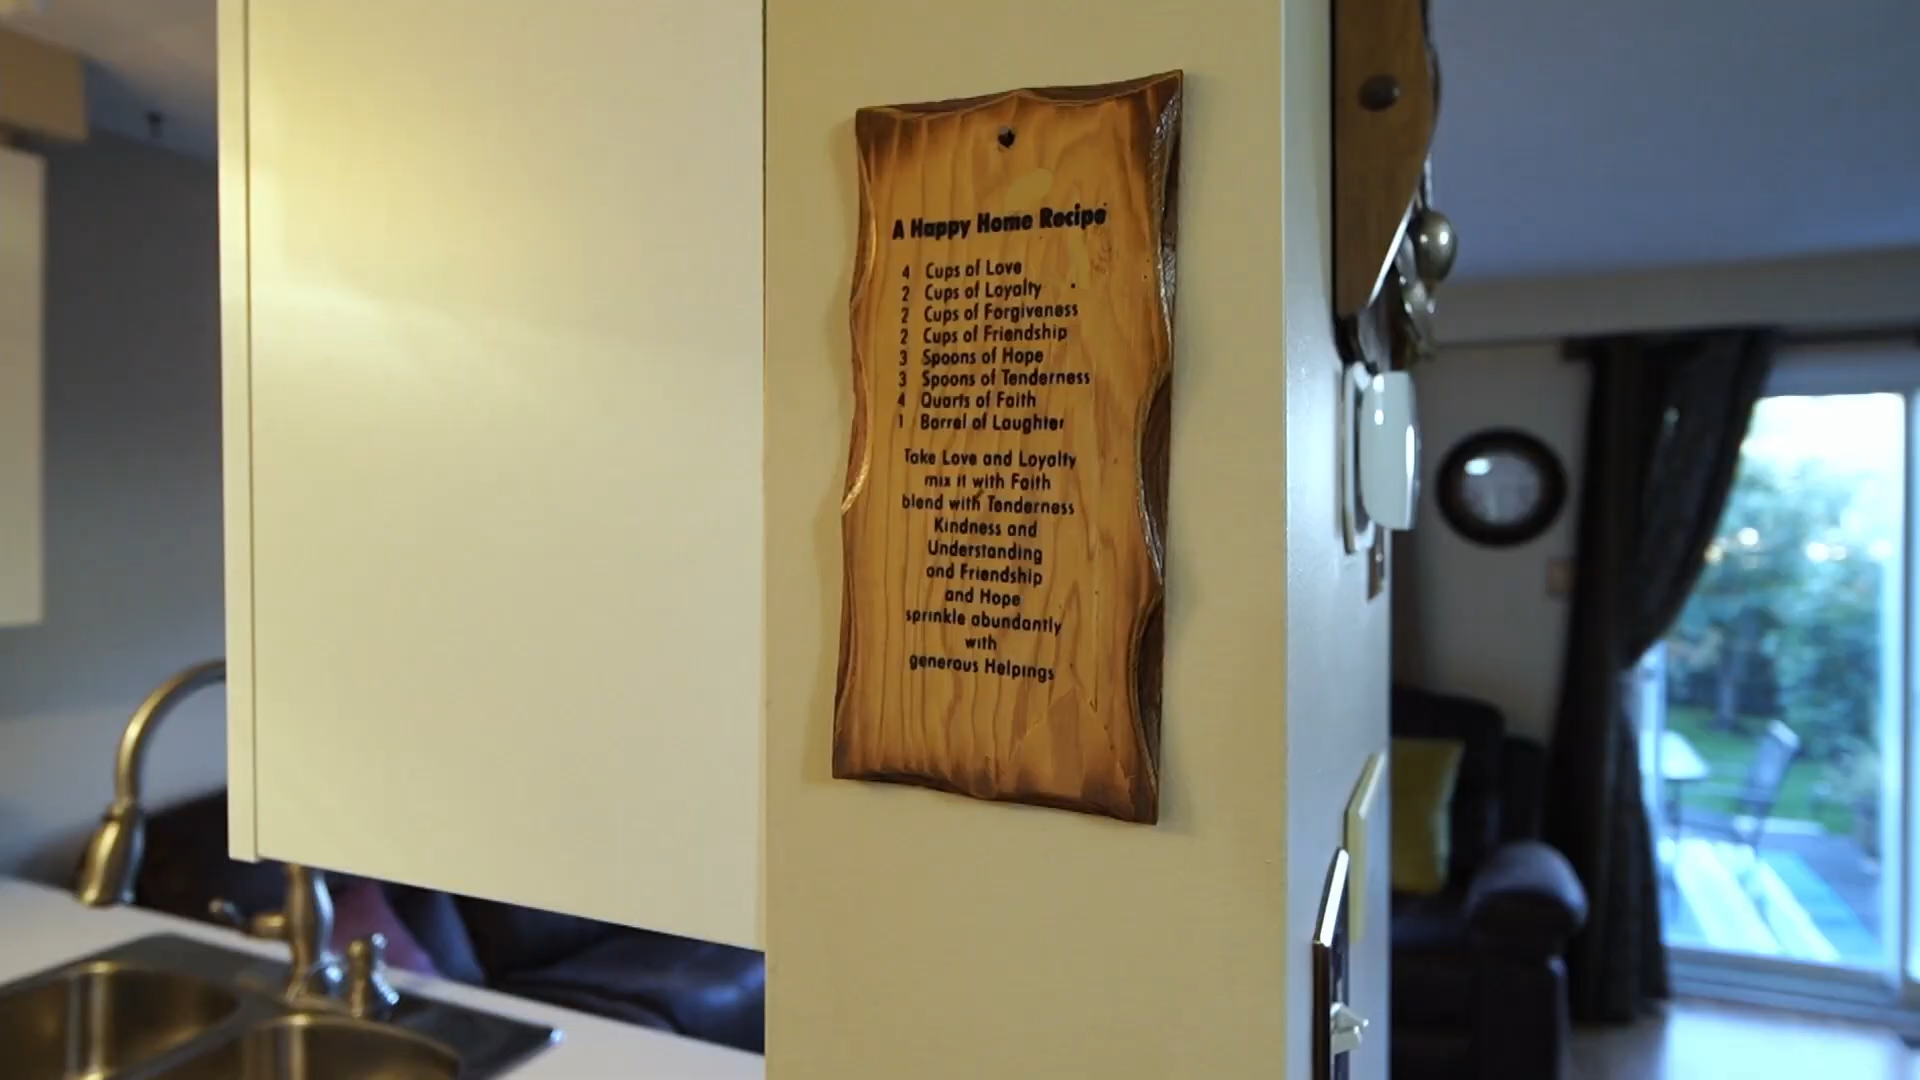 A Happy Home Recipe
4 Cups of Love
2 Cups of Loyalty
2 Cups of Forgiveness
2 Cups of Friendship
3 Spoons of Hope
3 Spoons of Tenderness
4 Quarts of Faith
1 Barrel of Laughter
Take Love and Loyalty
mix it with Faith
blend with Tenderness
Kindness and
Understanding
and Friendship
and Hope
sprinkle abundantly
with
generous Helpings